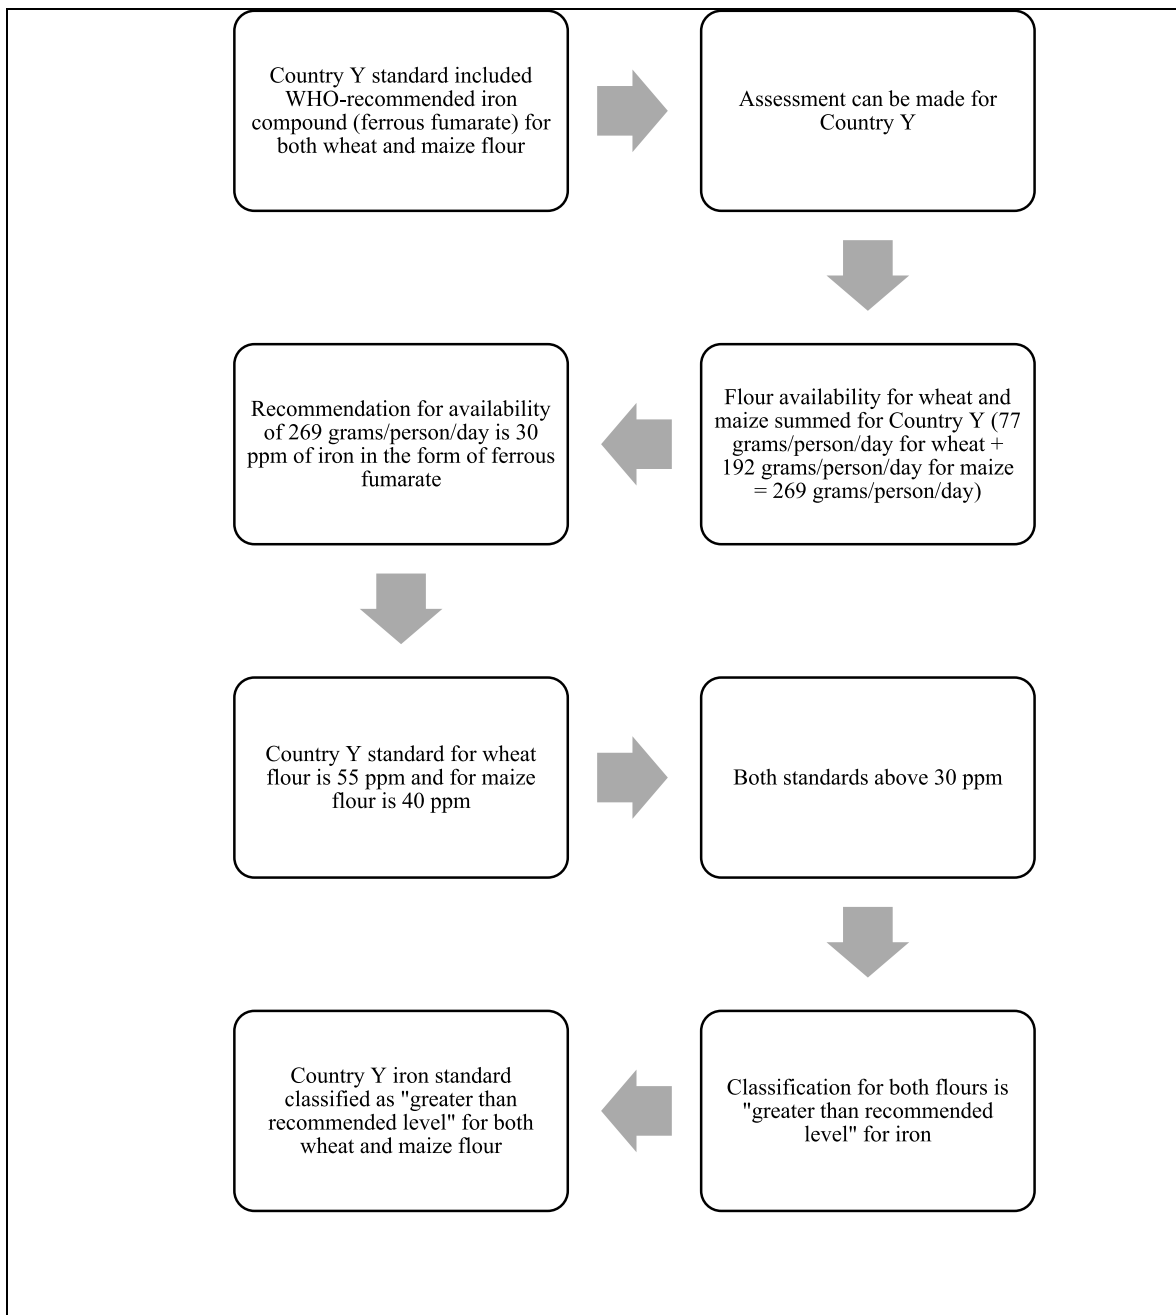 Country Y standard included
WHO-recommended iron
compound (ferrous fumarate) for
both wheat and maize flour
Assessment can be made for
Country Y
Flour availability for wheat and
maize summed for Country Y (77
grams/person/day for wheat +
192 grams/person/day for maize
= 269 grams/person/day)
Recommendation for availability
of 269 grams/person/day is 30
ppm of iron in the form of ferrous
fumarate
Country Y standard for wheat
flour is 55 ppm and for maize
flour is 40 ppm
Both standards above 30 ppm
Classification for both flours is
"greater than recommended
level" for iron
Country Y iron standard
classified as "greater than
recommended level" for both
wheat and maize flour